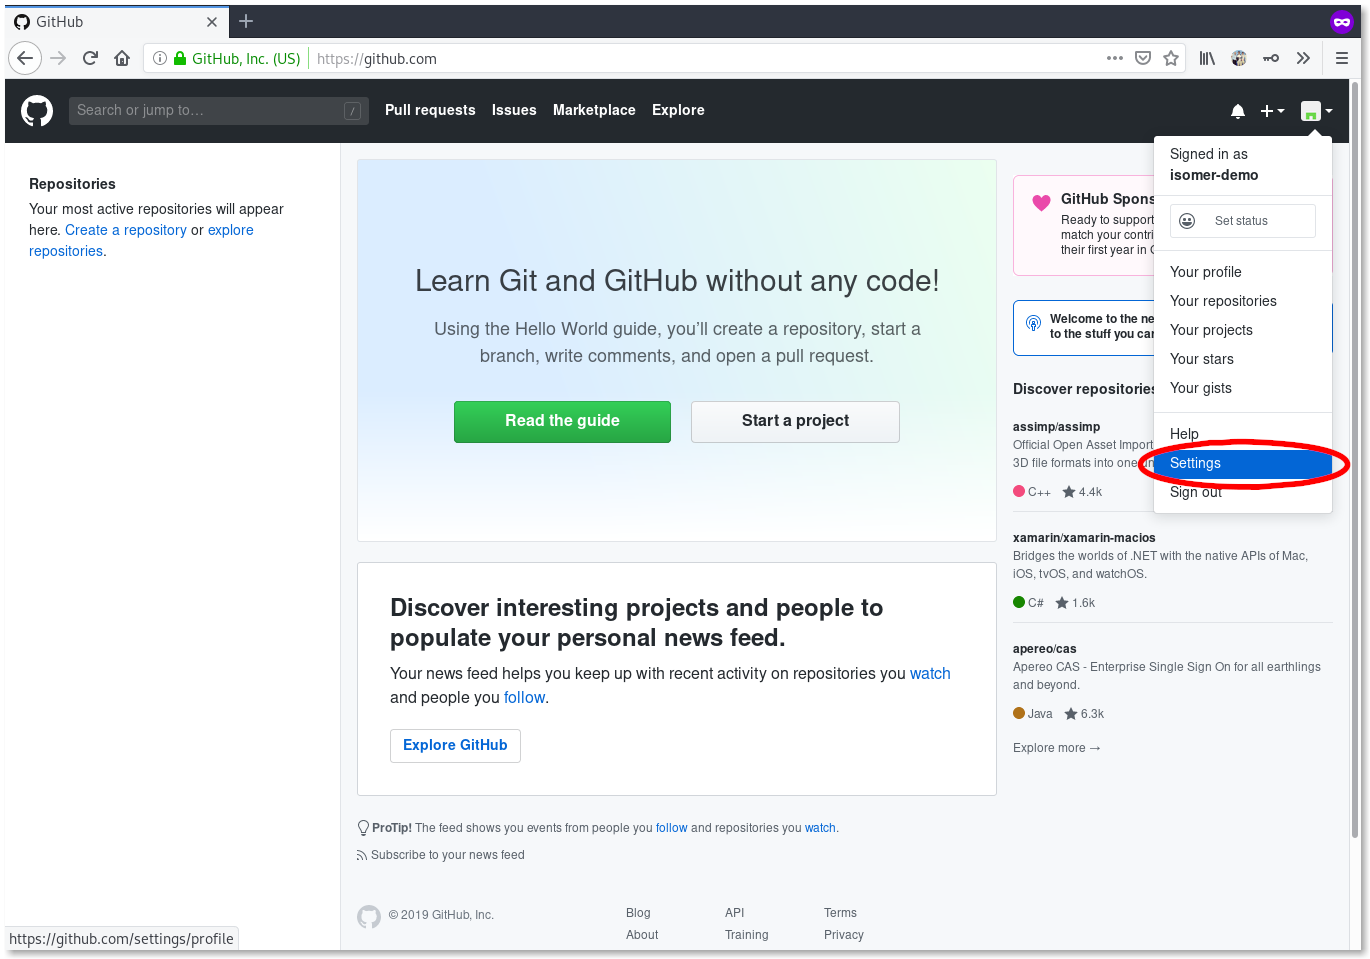 GitHub
GitHub, Inc. (US)
https://github.com
Search or jump to…
/
Pull requests
Issues
Marketplace
Explore
Signed in as
isomer-demo
Set status
Your profile
Your repositories
Your projects
Your stars
Your gists
Help
Settings
Sign out
Repositories
Your most active repositories will appear
here. Create a repository or explore
repositories.
Learn Git and GitHub without any code!
Using the Hello World guide, you’ll create a repository, start a
branch, write comments, and open a pull request.
Read the guide
Start a project
Discover interesting projects and people to
populate your personal news feed.
Your news feed helps you keep up with recent activity on repositories you watch
and people you follow.
Explore GitHub
ProTip! The feed shows you events from people you follow and repositories you watch.
Subscribe to your news feed
GitHub Spons
Ready to support
match your contri
their first year in
Welcome to the ne
to the stuff you can
Discover repositories
assimp/assimp
Official Open Asset Import
3D file formats into one
C++ 4.4k
xamarin/xamarin-macios
Bridges the worlds of .NET with the native APIs of Mac,
iOS, tvOS, and watchOS.
C# 1.6k
apereo/cas
Apereo CAS - Enterprise Single Sign On for all earthlings
and beyond.
Java 6.3k
Explore more →
© 2019 GitHub, Inc.
Blog
API
Terms
About
Training
Privacy
https://github.com/settings/profile